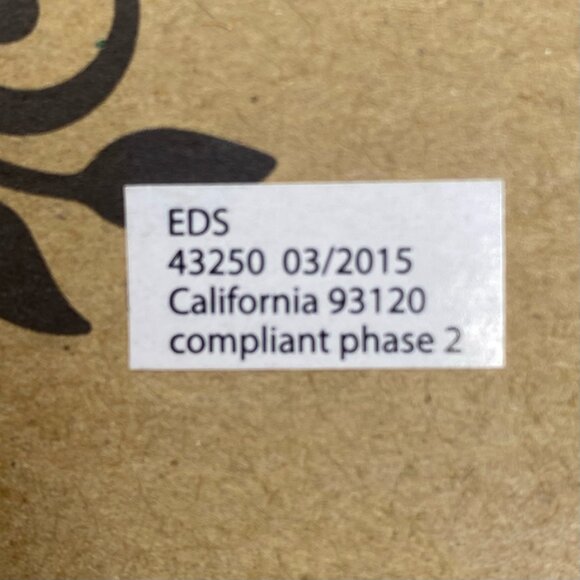 EDS
43250 03/2015
California 93120
compliant phase 2